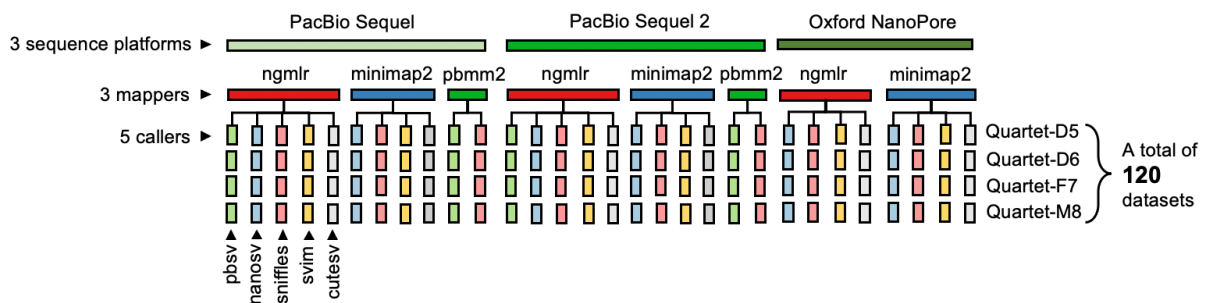 PacBio Sequel PacBio Sequel 2 Oxford NanoPore
3 sequence platforms ►
ngmlr minimap2 pbmm2 ngmlr minimap2 pbmm2 ngmlr minimap2
3 mappers ►
5 callers ►
Quartet-D5
Quartet-D6
Quartet-F7
Quartet-M8
A total of
120
datasets
pbsv ►
nanosv ►
sniffles ►
svim ►
cutesv ►